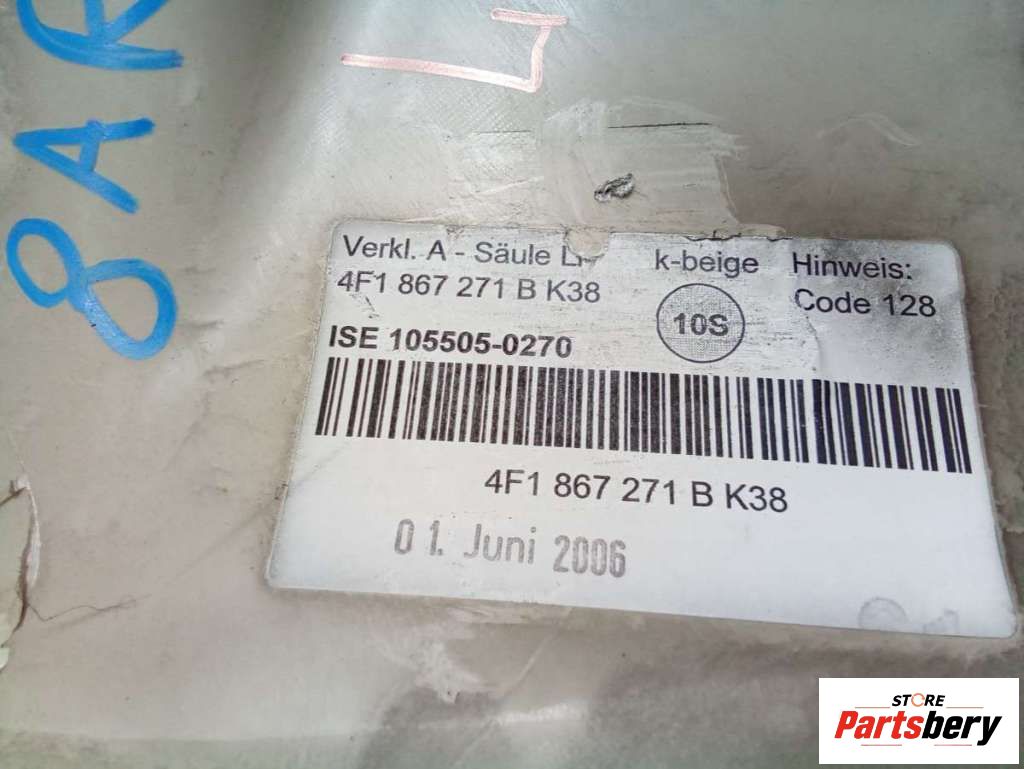 8AR
Verkl. A - Säule
k-beige
Hinweis:
4F1 867 271 B K38
Code 128
10S
ISE 105505-0270
4F1 867 271 B K38
01. Juni 2006
STORE
Partsbery